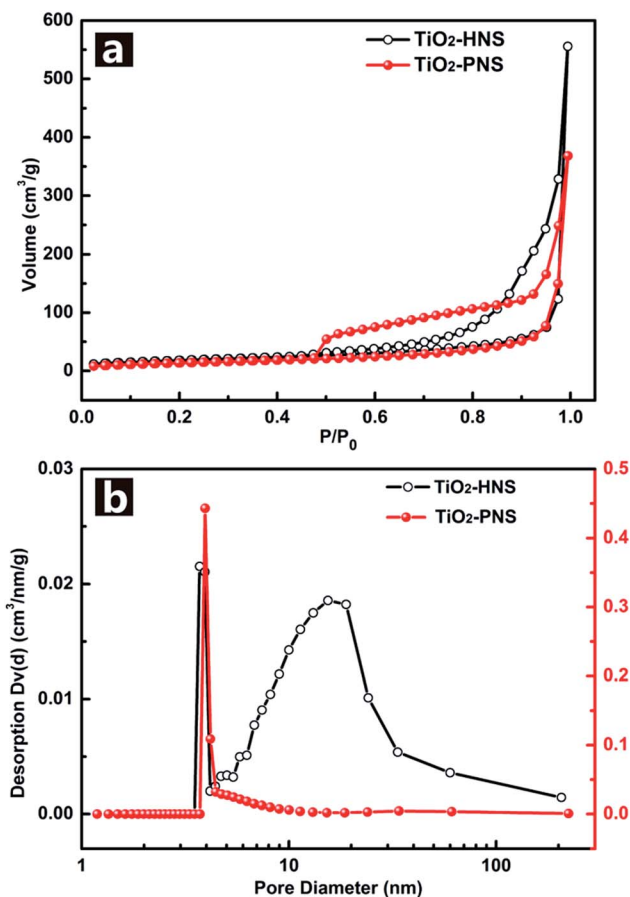 a
TiO2-HNS
TiO2-PNS
600
500
400
300
200
100
0
Volume (cm³/g)
0.0 0.2 0.4 0.6 0.8 1.0
P/P0
b
TiO2-HNS
TiO2-PNS
0.03
0.02
0.01
0.00
Desorption Dv(d) (cm³/nm/g)
0.5
0.4
0.3
0.2
0.1
0.0
1 10 100
Pore Diameter (nm)